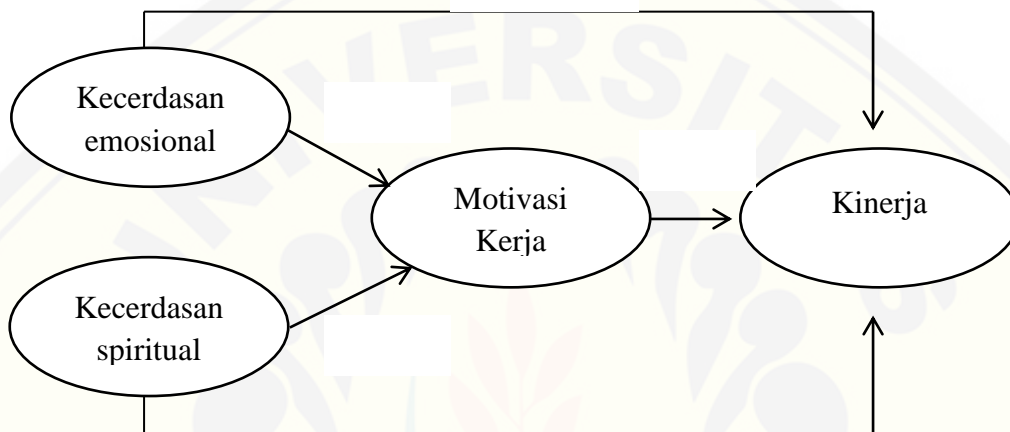 Kecerdasan
emosional
Motivasi
Kerja
Kinerja
Kecerdasan
spiritual